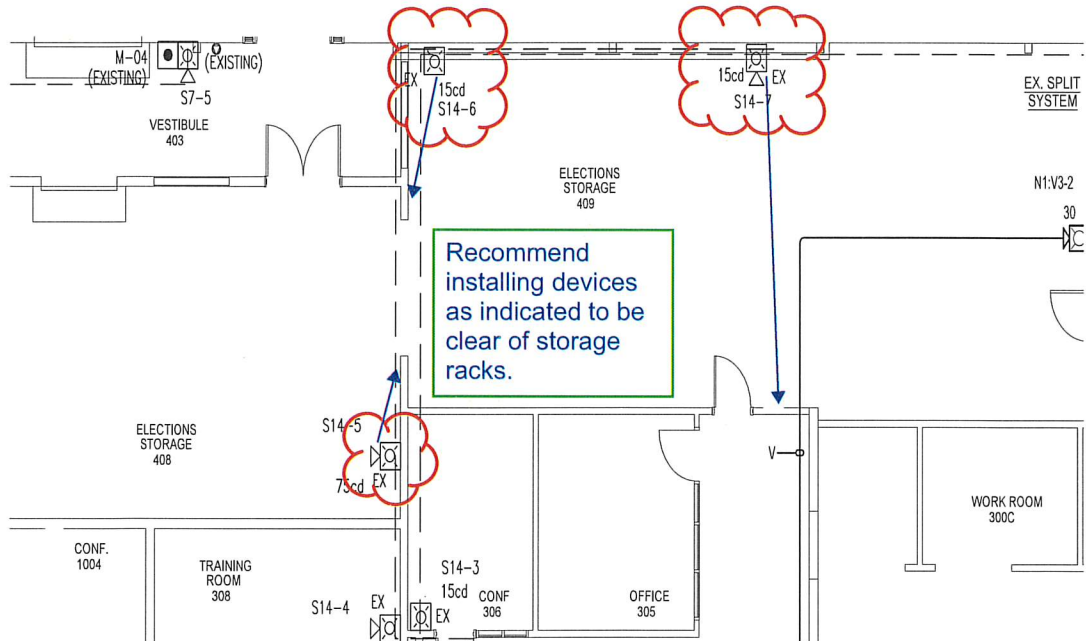 M-04
(EXISTING)
(EXISTING)
S7-5
VESTIBULE
403
EX
15cd
S14-6
15cd
EX
S14-7
EX. SPLIT
SYSTEM
ELECTIONS
STORAGE
409
N1:V3-2
30
Recommend
installing devices
as indicated to be
clear of storage
racks.
ELECTIONS
STORAGE
408
S14-5
75cd
EX
V
WORK ROOM
300C
CONF.
1004
TRAINING
ROOM
308
S14-4
EX
S14-3
15cd
EX
CONF
306
OFFICE
305